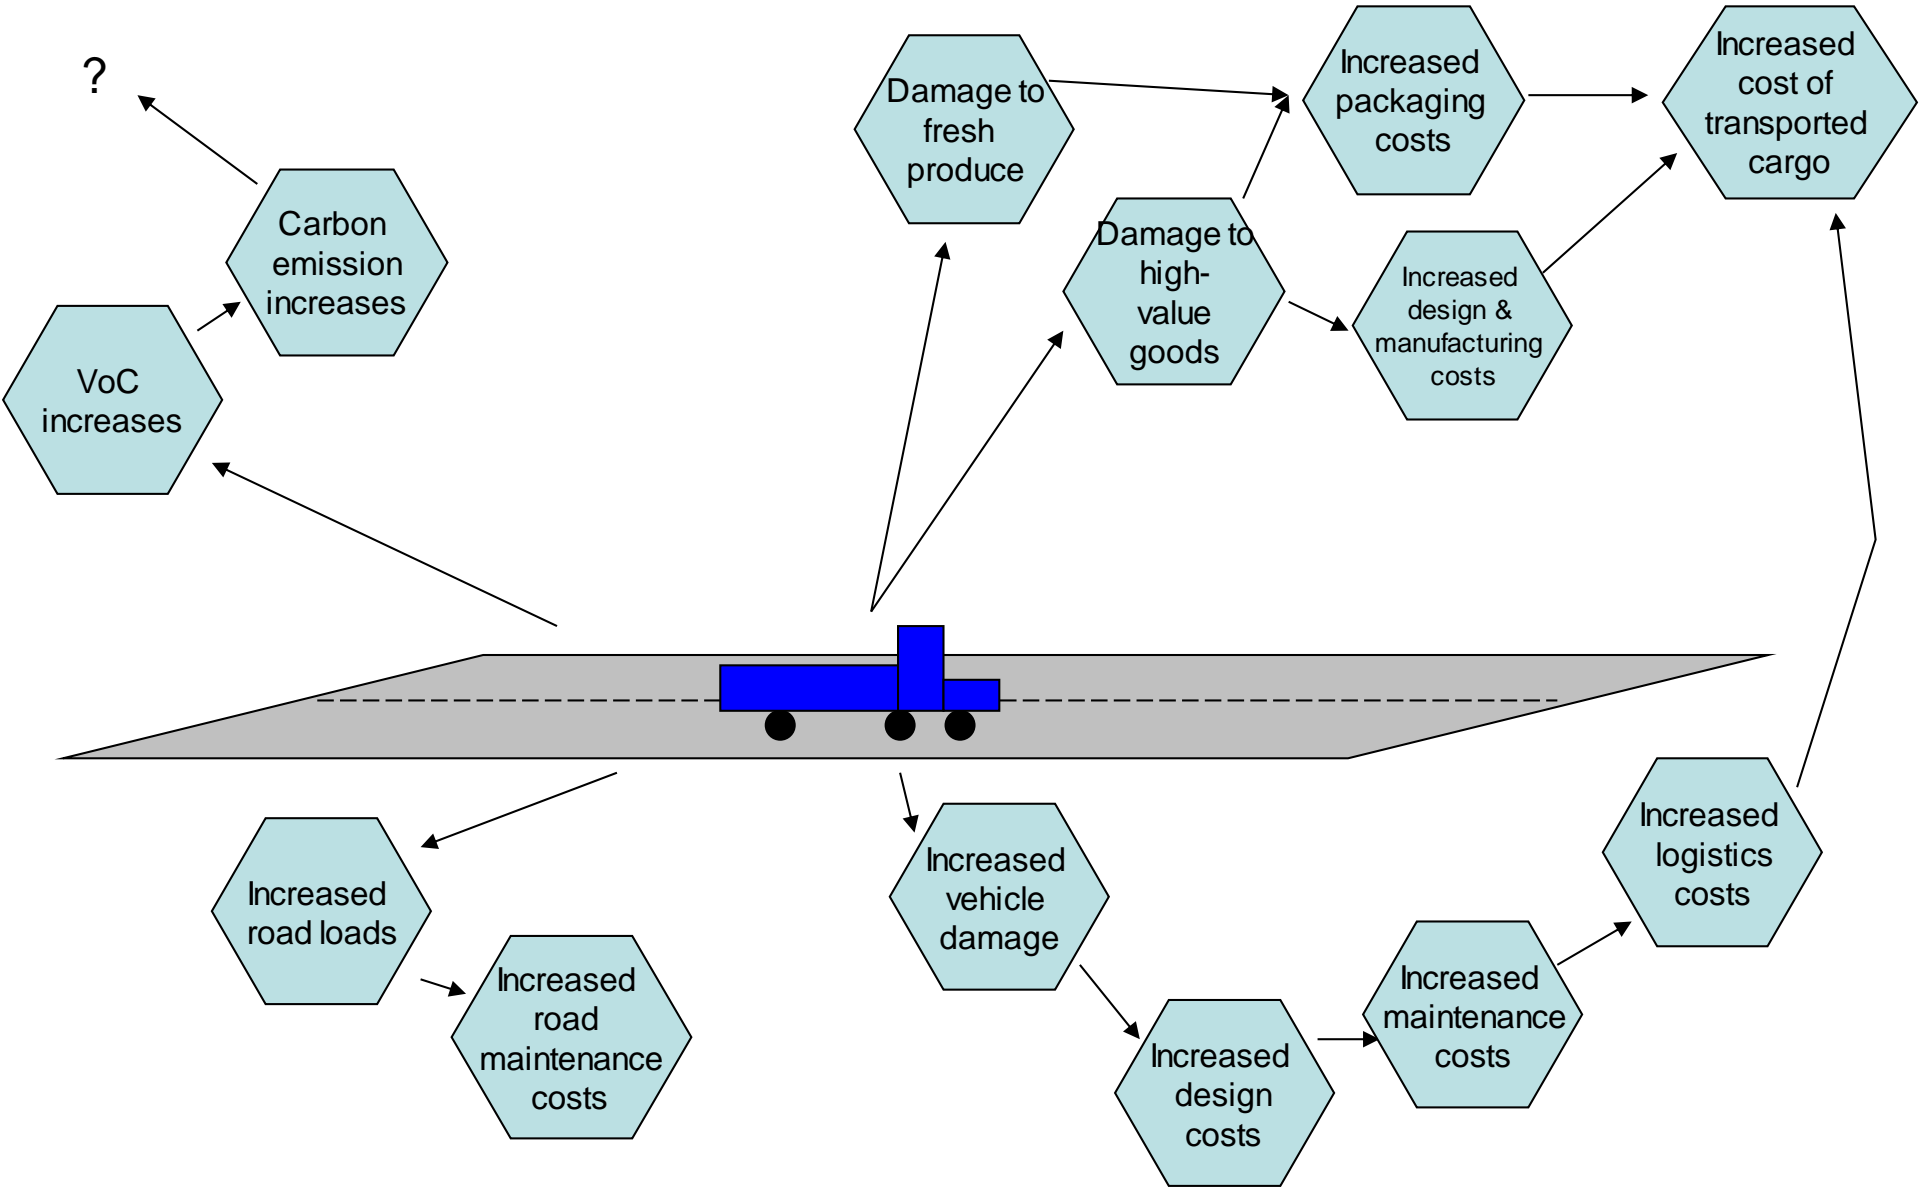 ?
Carbon
emission
increases
VoC
increases
Damage to
fresh
produce
Damage to
high-
value
goods
Increased
packaging
costs
Increased
design &
manufacturing
costs
Increased
cost of
transported
cargo
Increased
road loads
Increased
road
maintenance
costs
Increased
vehicle
damage
Increased
design
costs
Increased
maintenance
costs
Increased
logistics
costs